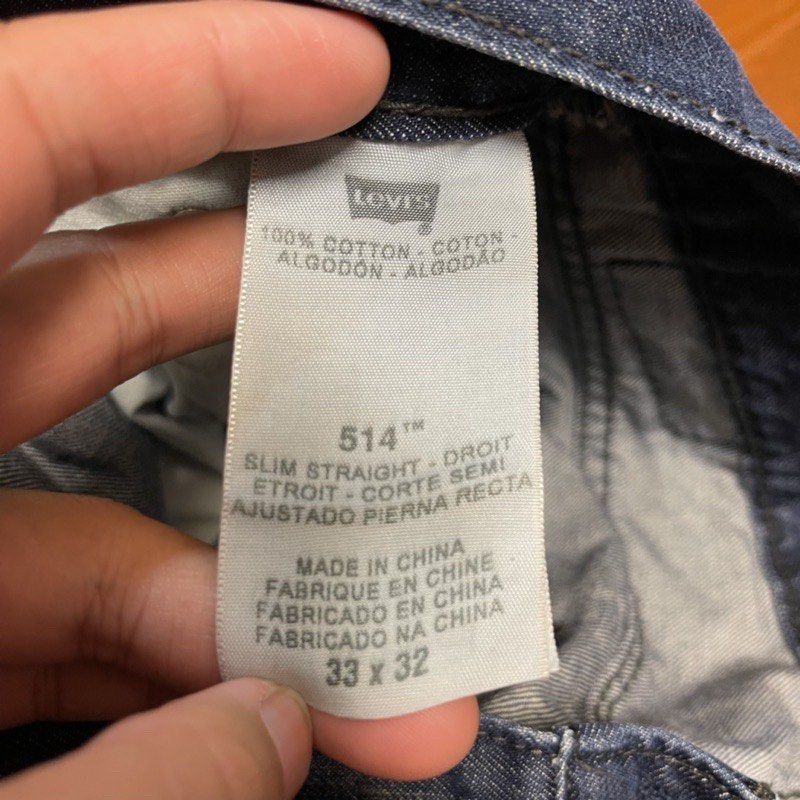 Levi's
®
100% COTTON - COTON -
ALGODÓN - ALGODÃO
514™
SLIM STRAIGHT - DROIT
ETROIT - CORTE SEMI
AJUSTADO PIERNA RECTA
MADE IN CHINA
FABRIQUE EN CHINE
FABRICADO EN CHINA
FABRICADO NA CHINA
33 x 32